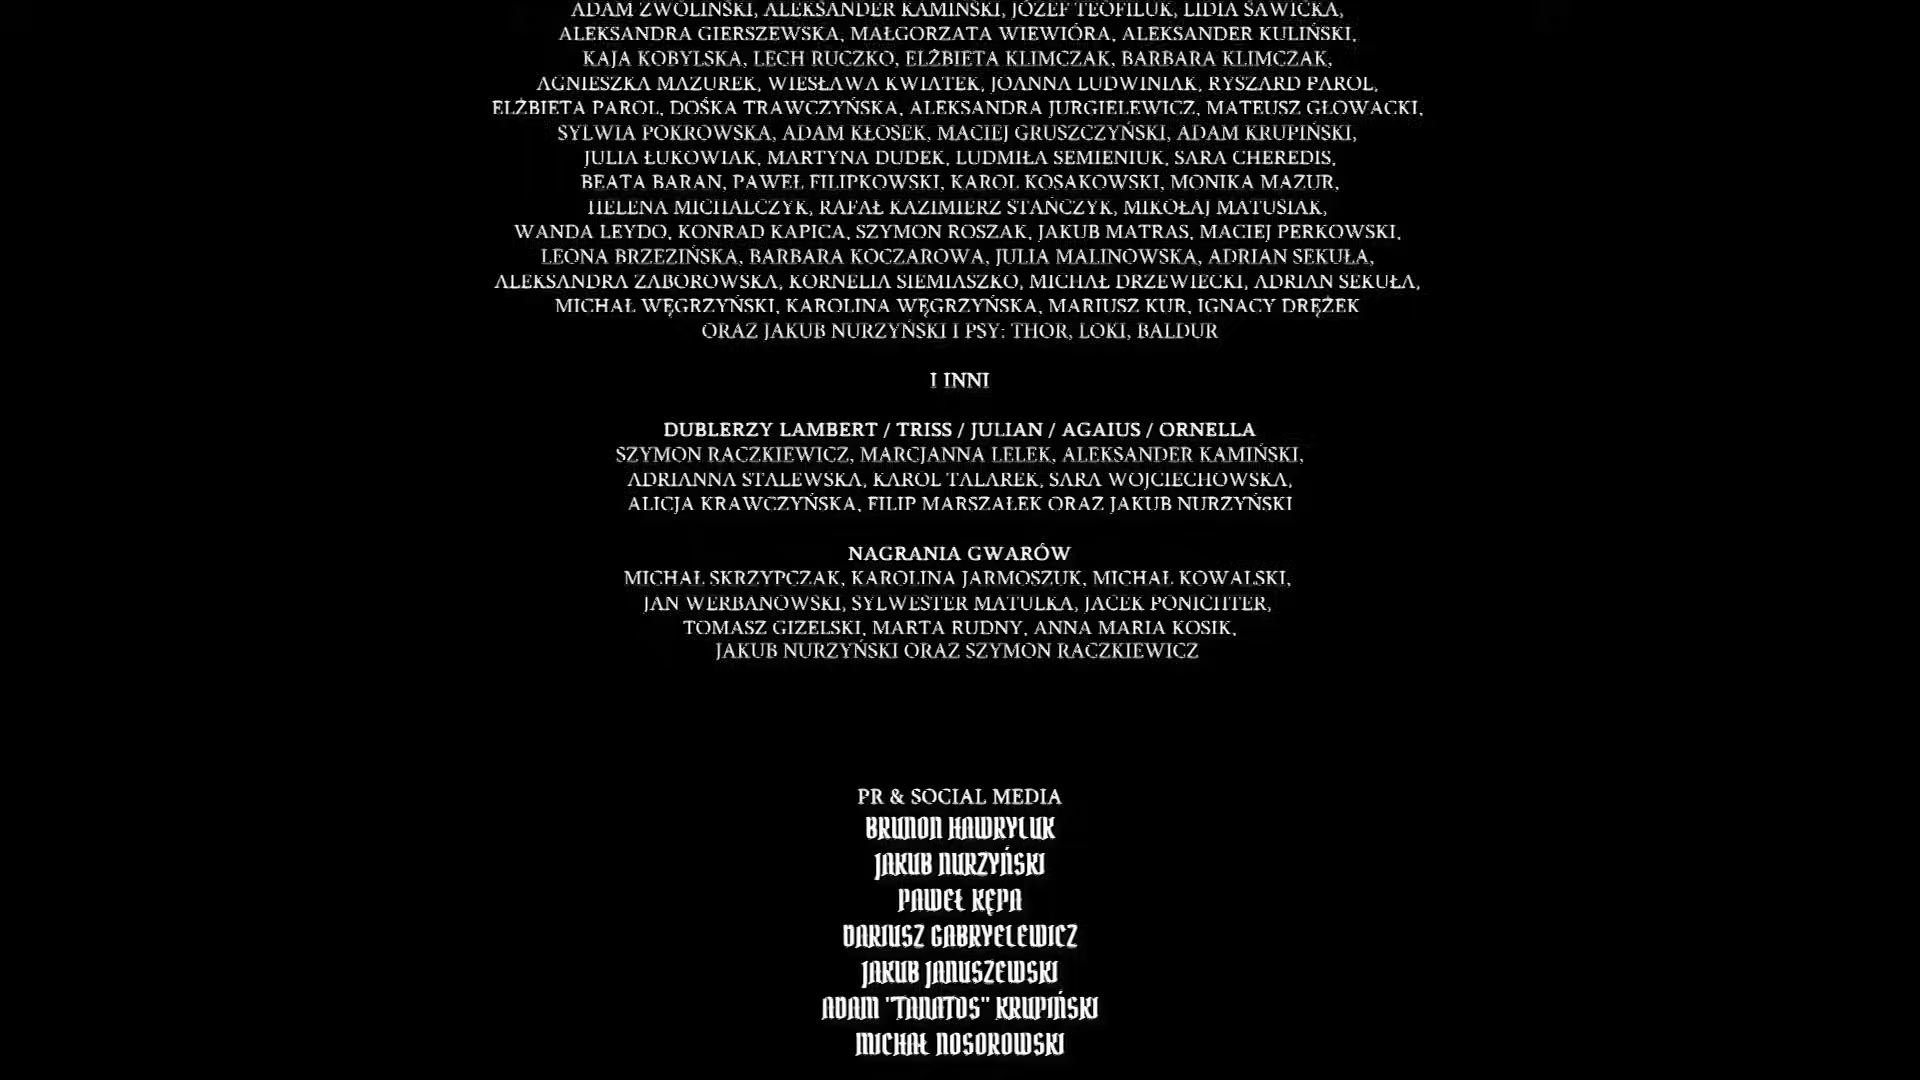 ADAM ZWOLIŃSKI, ALEKSANDER KAMIŃSKI, JÓZEF TEOFILUK, LIDIA SAWICKA,
ALEKSANDRA GIERSZEWSKA, MAŁGORZATA WIEWIÓRA, ALEKSANDER KULIŃSKI,
KAJA KOBYLSKA, LECH RUCZKO, ELŻBIETA KLIMCZAK, BARBARA KLIMCZAK,
AGNIESZKA MAZUREK, WIESŁAWA KWIATEK, JOANNA LUDWINIAK, RYSZARD PAROL,
ELŻBIETA PAROL, DOŚKA TRAWCZYŃSKA, ALEKSANDRA JURGIELEWICZ, MATEUSZ GŁOWACKI,
SYLWIA POKROWSKA, ADAM KŁOSEK, MACIEJ GRUSZCZYŃSKI, ADAM KRUPIŃSKI,
JULIA ŁUKOWIAK, MARTYNA DUDEK, LUDMIŁA SEMIENIUK, SARA CHEREDIS,
BEATA BARAN, PAWEŁ FILIPKOWSKI, KAROL KOSAKOWSKI, MONIKA MAZUR,
HELENA MICHALCZYK, RAFAŁ KAZIMIERZ STAŃCZYK, MIKOŁAJ MATUSIAK,
WANDA LEYDO, KONRAD KAPICA, SZYMON ROSZAK, JAKUB MATRAS, MACIEJ PERKOWSKI,
LEONA BRZEZIŃSKA, BARBARA KOCZAROWA, JULIA MALINOWSKA, ADRIAN SEKUŁA,
ALEKSANDRA ZABOROWSKA, KORNELIA SIEMIASZKO, MICHAŁ DRZEWIECKI, ADRIAN SEKUŁA,
MICHAŁ WĘGRZYŃSKI, KAROLINA WĘGRZYŃSKA, MARIUSZ KUR, IGNACY DRĘŻEK
ORAZ JAKUB NURZYŃSKI I PSY: THOR, LOKI, BALDUR
I INNI
DUBLERZY LAMBERT / TRISS / JULIAN / AGAIUS / ORNELLA
SZYMON RACZKIEWICZ, MARCJANNA LELEK, ALEKSANDER KAMIŃSKI,
ADRIANNA STALEWSKA, KAROL TALAREK, SARA WOJCIECHOWSKA,
ALICJA KRAWCZYŃSKA, FILIP MARSZAŁEK ORAZ JAKUB NURZYŃSKI
NAGRANIA GWARÓW
MICHAŁ SKRZYPCZAK, KAROLINA JARMOSZUK, MICHAŁ KOWALSKI,
JAN WERBANOWSKI, SYLWESTER MATULKA, JACEK PONICHTER,
TOMASZ GIZELSKI, MARTA RUDNY, ANNA MARIA KOSIK,
JAKUB NURZYŃSKI ORAZ SZYMON RACZKIEWICZ
PR & SOCIAL MEDIA
BRUNON HAWRYLUK
JAKUB NURZYŃSKI
PAWEŁ KĘPA
DARIUSZ GABRYELEWICZ
JAKUB JANUSZEWSKI
ADAM "TANATOS" KRUPIŃSKI
MICHAŁ NOSOROWSKI